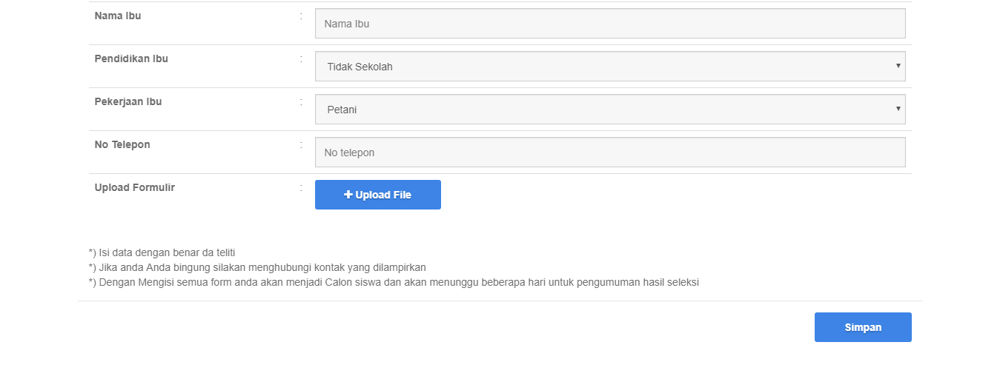 Nama Ibu : Nama Ibu
Pendidikan Ibu : Tidak Sekolah
Pekerjaan Ibu : Petani
No Telepon : No telepon
Upload Formulir : Upload File
*) Isi data dengan benar da teliti
*) Jika anda Anda bingung silakan menghubungi kontak yang dilampirkan
*) Dengan Mengisi semua form anda akan menjadi Calon siswa dan akan menunggu beberapa hari untuk pengumuman hasil seleksi
Simpan